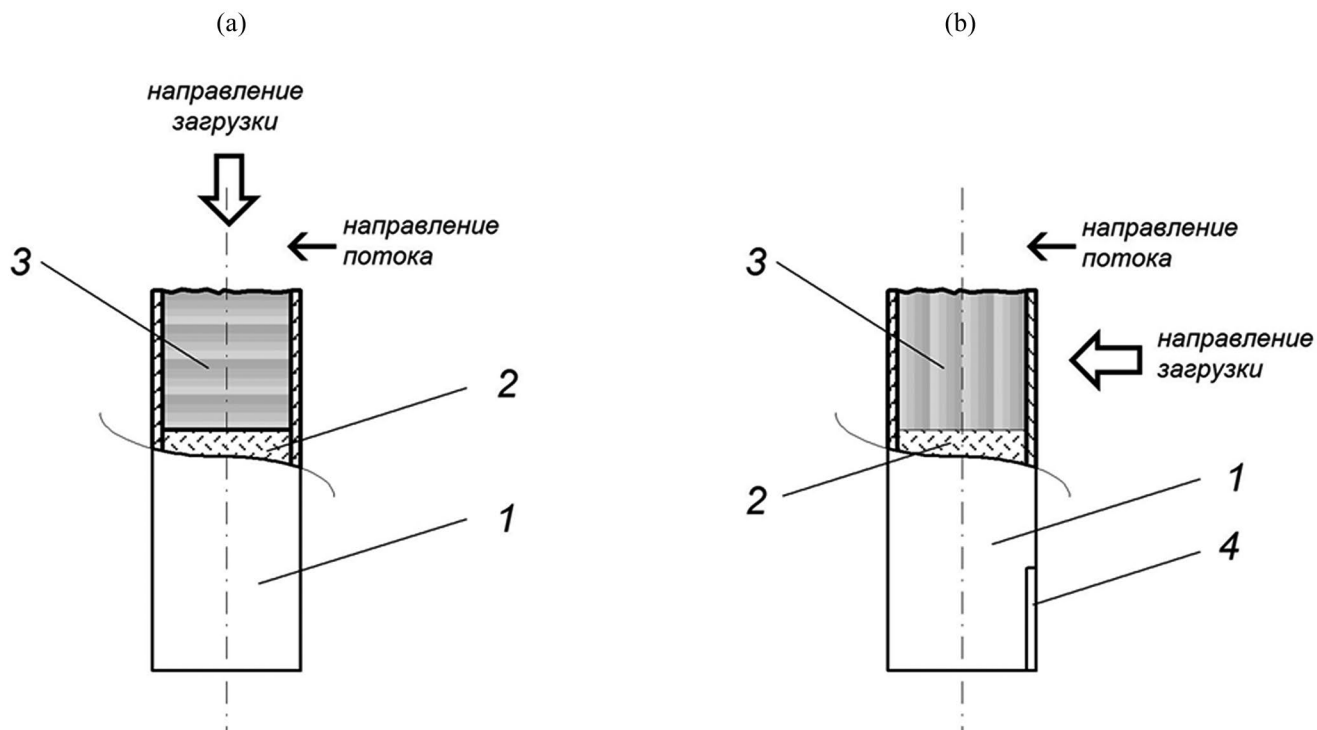 (a)
направление
загрузки
направление
потока
3
2
1
(b)
направление
потока
3
направление
загрузки
2
1
4